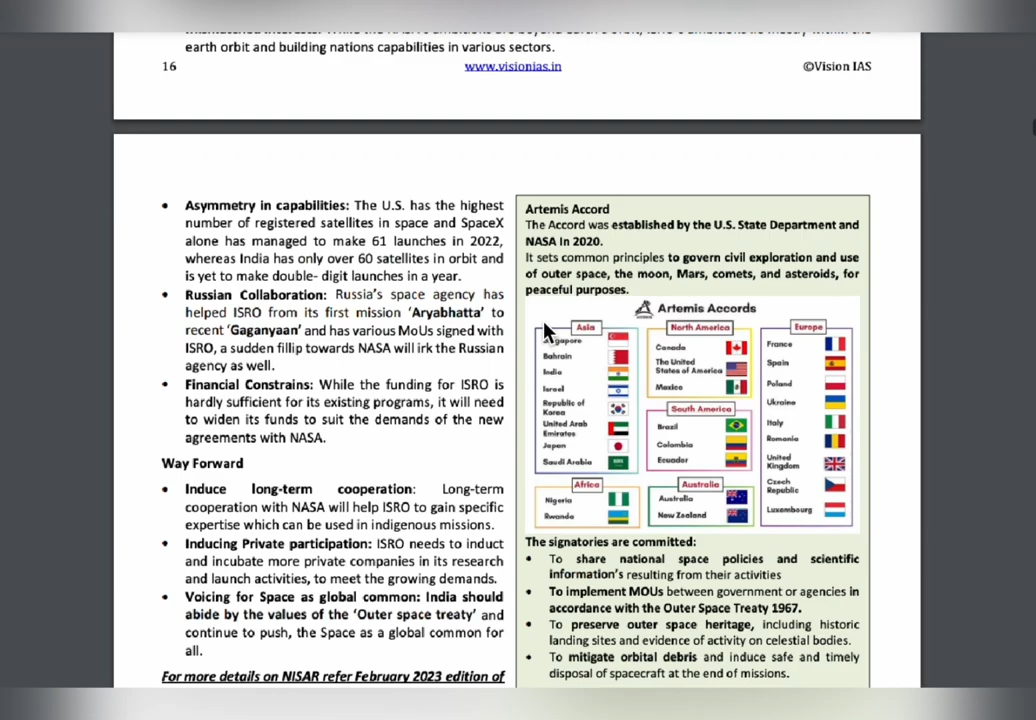 earth orbit and building nations capabilities in various sectors.
16
www.visionias.in
©Vision IAS
• Asymmetry in capabilities: The U.S. has the highest
number of registered satellites in space and SpaceX
alone has managed to make 61 launches in 2022,
whereas India has only over 60 satellites in orbit and
is yet to make double- digit launches in a year.
• Russian Collaboration: Russia's space agency has
helped ISRO from its first mission 'Aryabhatta' to
recent 'Gaganyaan' and has various MoUs signed with
ISRO, a sudden fillip towards NASA will irk the Russian
agency as well.
• Financial Constrains: While the funding for ISRO is
hardly sufficient for its existing programs, it will need
to widen its funds to suit the demands of the new
agreements with NASA.
Way Forward
• Induce long-term cooperation: Long-term
cooperation with NASA will help ISRO to gain specific
expertise which can be used in indigenous missions.
• Inducing Private participation: ISRO needs to induct
and incubate more private companies in its research
and launch activities, to meet the growing demands.
• Voicing for Space as global common: India should
abide by the values of the 'Outer space treaty' and
continue to push, the Space as a global common for
all.
For more details on NISAR refer February 2023 edition of
Artemis Accord
The Accord was established by the U.S. State Department and
NASA In 2020.
It sets common principles to govern civil exploration and use
of outer space, the moon, Mars, comets, and asteroids, for
peaceful purposes.
Artemis Accords
Asia
Bahrain
India
Israel
Republic of
Korea
United Arab
Emirates
Japan
Saudi Arabia
Africa
Nigeria
Rwanda
North America
Canada
The United
States of America
Mexico
South America
Brazil
Colombia
Ecuador
Australia
Australia
New Zealand
Europe
France
Spain
Poland
Ukraine
Italy
Romania
United
Kingdom
Czech
Republic
Luxembourg
The signatories are committed:
• To share national space policies and scientific
information's resulting from their activities
• To implement MOUs between government or agencies in
accordance with the Outer Space Treaty 1967.
• To preserve outer space heritage, including historic
landing sites and evidence of activity on celestial bodies.
• To mitigate orbital debris and induce safe and timely
disposal of spacecraft at the end of missions.